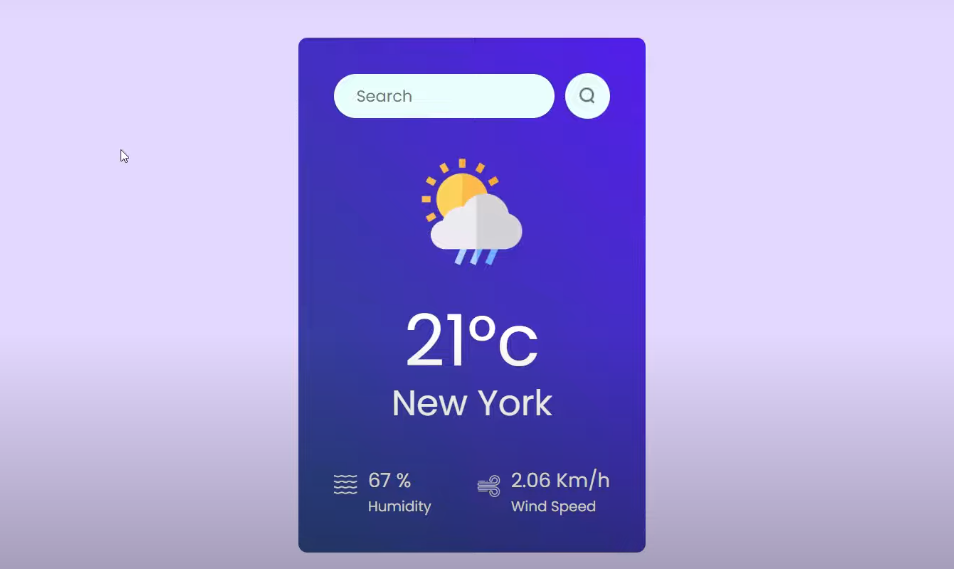 Search
21°c
New York
67 %
Humidity
2.06 Km/h
Wind Speed